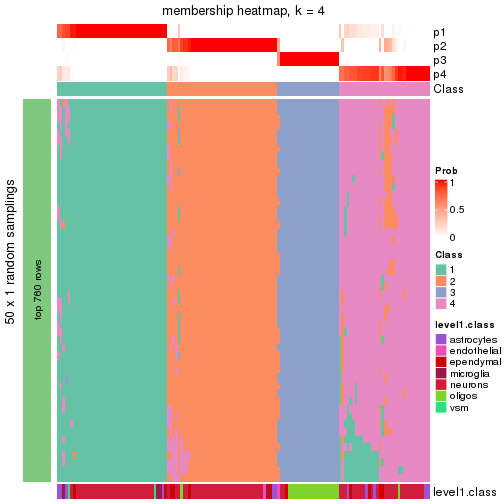 membership heatmap, k = 4
p1
p2
p3
p4
Class
50 x 1 random samplings
top 760 rows
Prob
1
0.5
0
Class
1
2
3
4
level1.class
astrocytes
endothelial
ependymal
microglia
neurons
oligos
vsm
level1.class